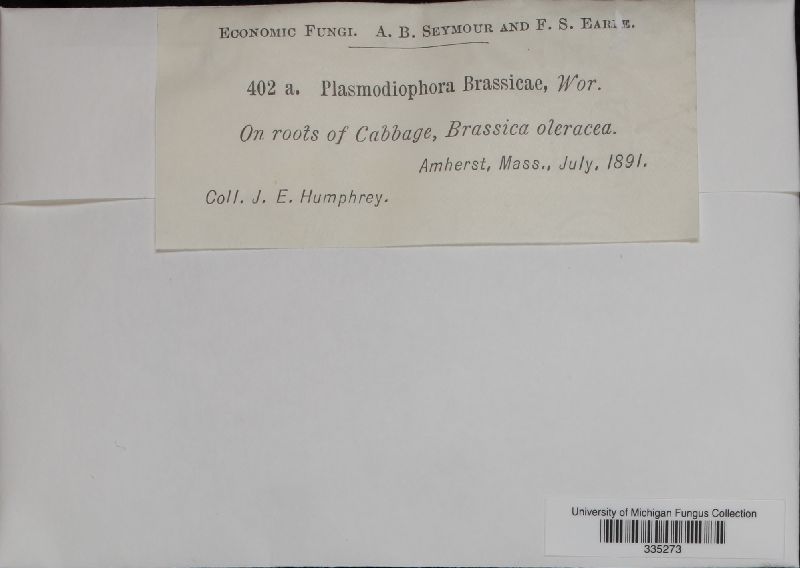 Economic Fungi. A. B. Seymour and F. S. Earle.
402 a. Plasmodiophora Brassicae, Wor.
On roots of Cabbage, Brassica oleracea.
Amherst, Mass., July, 1891.
Coll. J. E. Humphrey.
University of Michigan Fungus Collection
335273